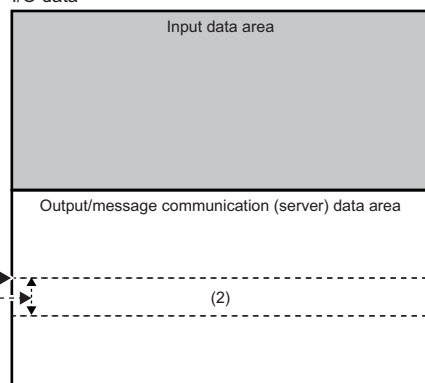 I/O data
Input data area
Output/message communication (server) data area
(2)